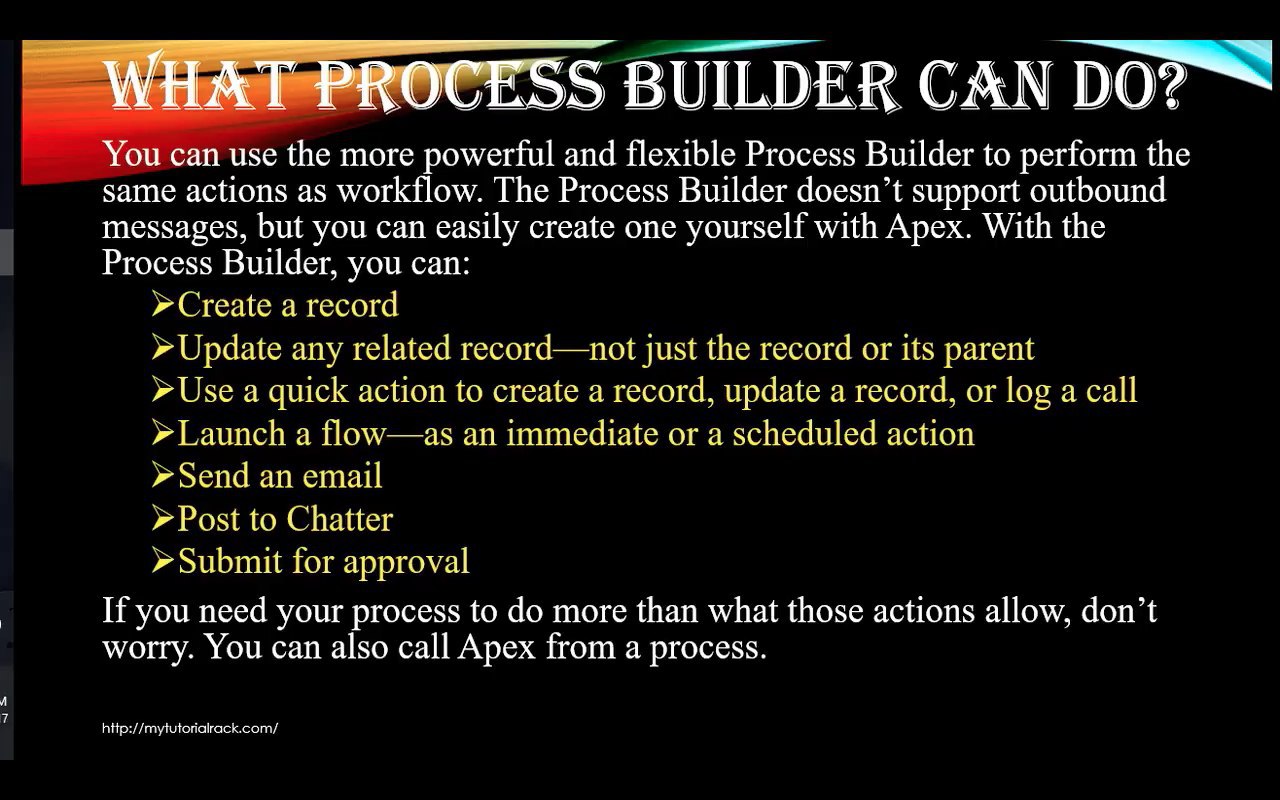 WHAT PROCESS BUILDER CAN DO?
You can use the more powerful and flexible Process Builder to perform the
same actions as workflow. The Process Builder doesn’t support outbound
messages, but you can easily create one yourself with Apex. With the
Process Builder, you can:
➢Create a record
➢Update any related record—not just the record or its parent
➢Use a quick action to create a record, update a record, or log a call
➢Launch a flow—as an immediate or a scheduled action
➢Send an email
➢Post to Chatter
➢Submit for approval
If you need your process to do more than what those actions allow, don’t
worry. You can also call Apex from a process.
http://mytutorialrack.com/